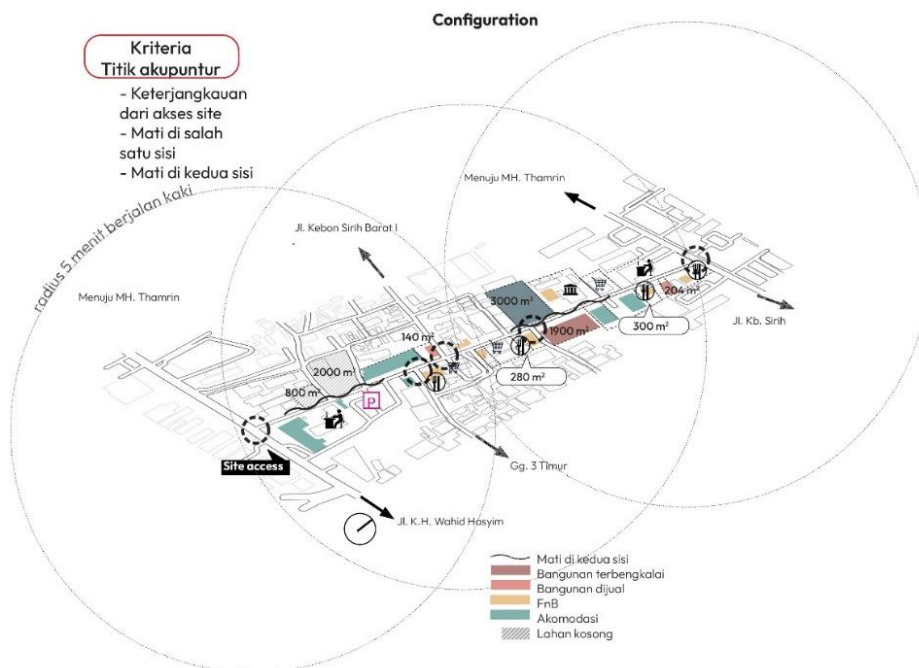 Configuration
Kriteria
Titik akupuntur
- Keterjangkauan
dari akses site
- Mati di salah
satu sisi
- Mati di kedua sisi
radius 5 menit berjalan kaki
Menuju MH. Thamrin
Jl. Kebon Sirih Barat I
Menuju MH. Thamrin
3000 m²
204 m²
300 m²
Jl. Kb. Sirih
1900 m²
140 m²
280 m²
2000 m²
800 m²
P
Site access
Gg. 3 Timur
Jl. K.H. Wahid Hasyim
Mati di kedua sisi
Bangunan terbengkalai
Bangunan dijual
FnB
Akomodasi
Lahan kosong